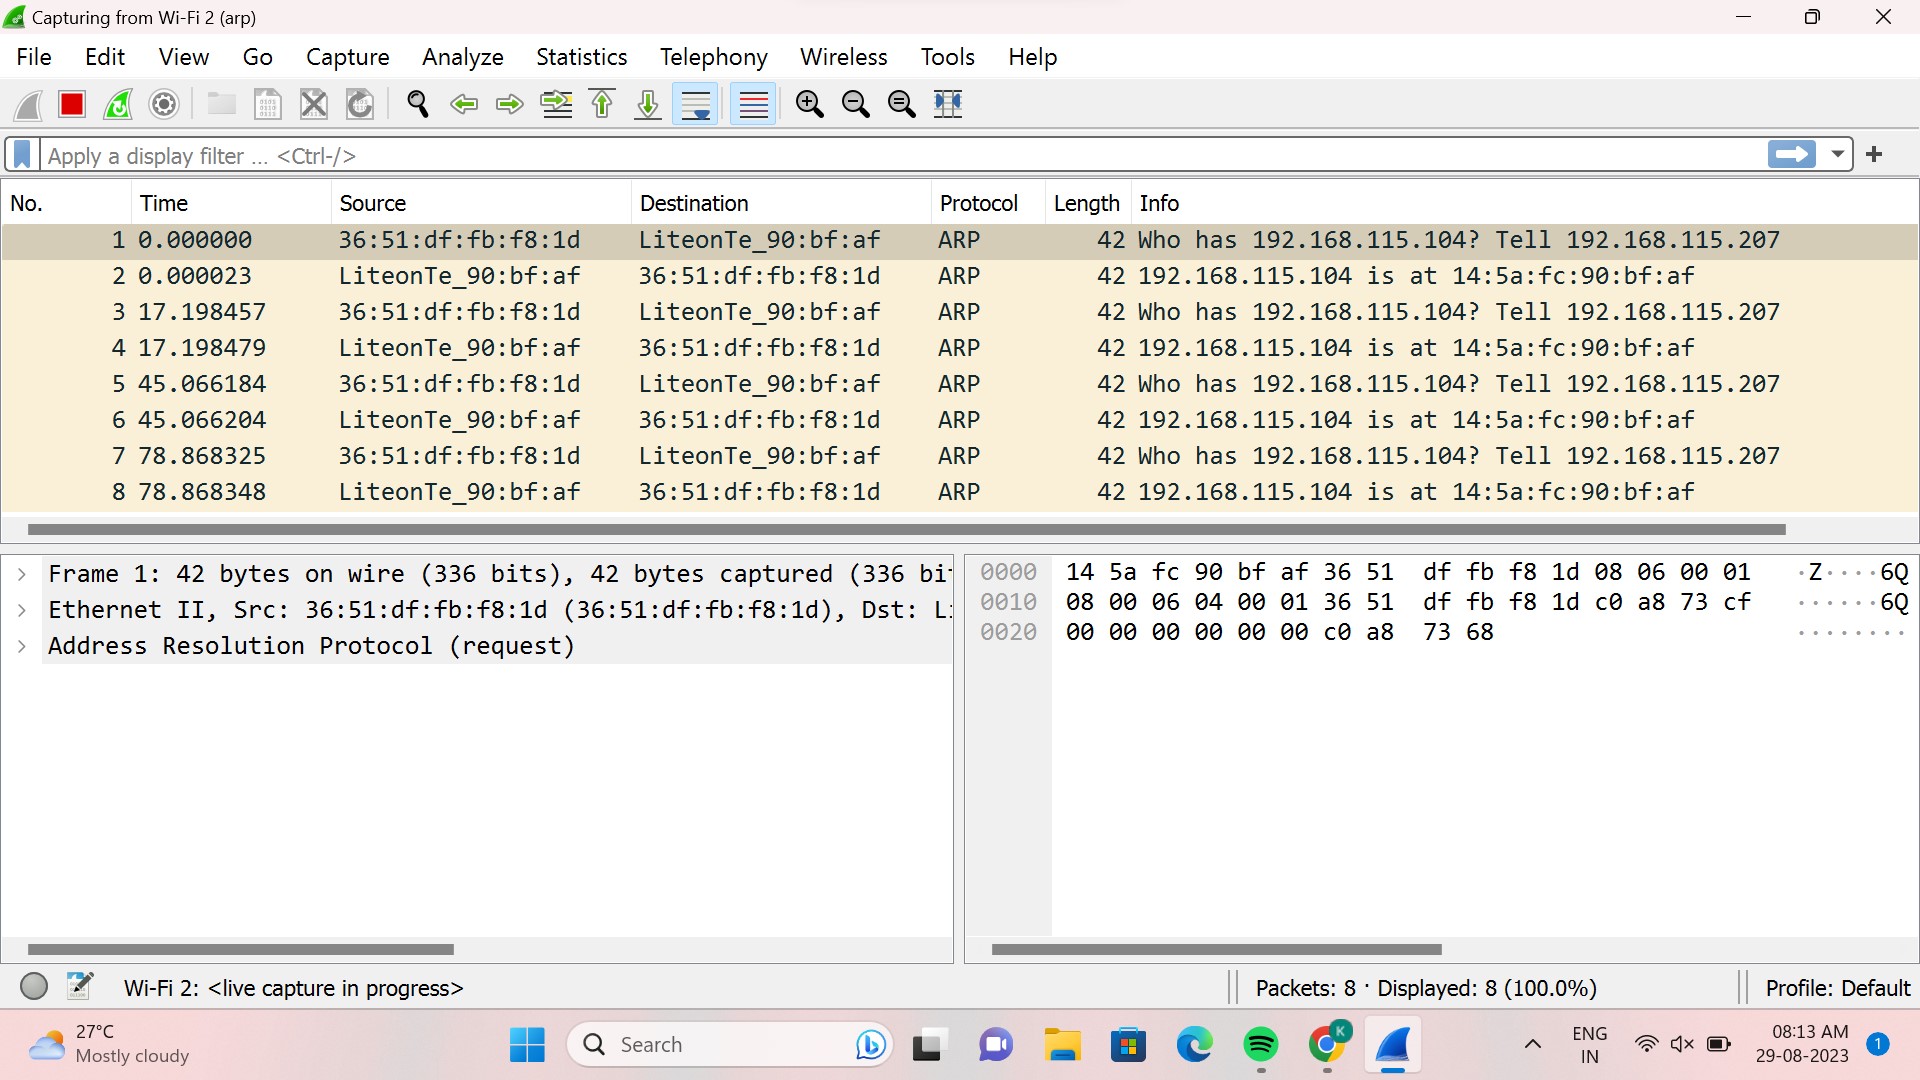 Capturing from Wi-Fi 2 (arp)
File Edit View Go Capture Analyze Statistics Telephony Wireless Tools Help
Apply a display filter ... <Ctrl-/>
No. Time Source Destination Protocol Length Info
1 0.000000 36:51:df:fb:f8:1d LiteonTe_90:bf:af ARP 42 Who has 192.168.115.104? Tell 192.168.115.207
2 0.000023 LiteonTe_90:bf:af 36:51:df:fb:f8:1d ARP 42 192.168.115.104 is at 14:5a:fc:90:bf:af
3 17.198457 36:51:df:fb:f8:1d LiteonTe_90:bf:af ARP 42 Who has 192.168.115.104? Tell 192.168.115.207
4 17.198479 LiteonTe_90:bf:af 36:51:df:fb:f8:1d ARP 42 192.168.115.104 is at 14:5a:fc:90:bf:af
5 45.066184 36:51:df:fb:f8:1d LiteonTe_90:bf:af ARP 42 Who has 192.168.115.104? Tell 192.168.115.207
6 45.066204 LiteonTe_90:bf:af 36:51:df:fb:f8:1d ARP 42 192.168.115.104 is at 14:5a:fc:90:bf:af
7 78.868325 36:51:df:fb:f8:1d LiteonTe_90:bf:af ARP 42 Who has 192.168.115.104? Tell 192.168.115.207
8 78.868348 LiteonTe_90:bf:af 36:51:df:fb:f8:1d ARP 42 192.168.115.104 is at 14:5a:fc:90:bf:af
Frame 1: 42 bytes on wire (336 bits), 42 bytes captured (336 bi
Ethernet II, Src: 36:51:df:fb:f8:1d (36:51:df:fb:f8:1d), Dst: Li
Address Resolution Protocol (request)
0000 14 5a fc 90 bf af 36 51 df fb f8 1d 08 06 00 01 ·Z····6Q
0010 08 00 06 04 00 01 36 51 df fb f8 1d c0 a8 73 cf ······6Q
0020 00 00 00 00 00 00 c0 a8 73 68 ········
Wi-Fi 2: <live capture in progress>
Packets: 8 · Displayed: 8 (100.0%)
Profile: Default
27°C
Mostly cloudy
Search
K
ENG
IN
08:13 AM
29-08-2023
1